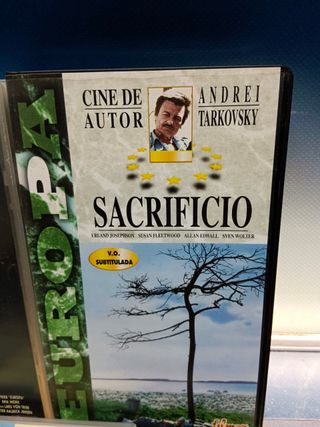 CINE DE
AUTOR
ANDREI
TARKOVSKY
SACRIFICIO
ERLAND JOSEPHSON SUSAN FLEETWOOD ALLAN EDWALL SVEN WOLTER
V.O.
SUBTITULADA
EUROPA